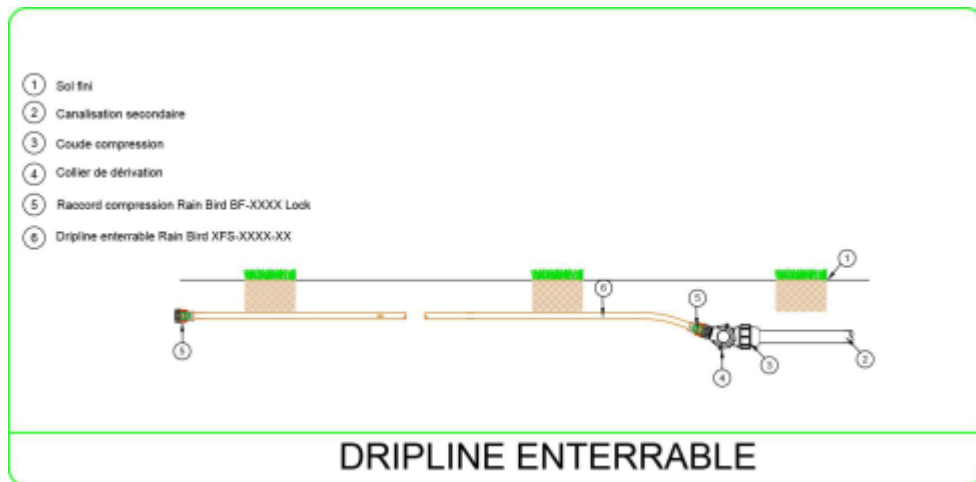 1 Sol fini
2 Canalisation secondaire
3 Coude compression
4 Collier de dérivation
5 Raccord compression Rain Bird BF-XXXX Lock
6 Dripline enterrable Rain Bird XFS-XXXX-XX
1
6
5
5
4
3
2
DRIPLINE ENTERRABLE